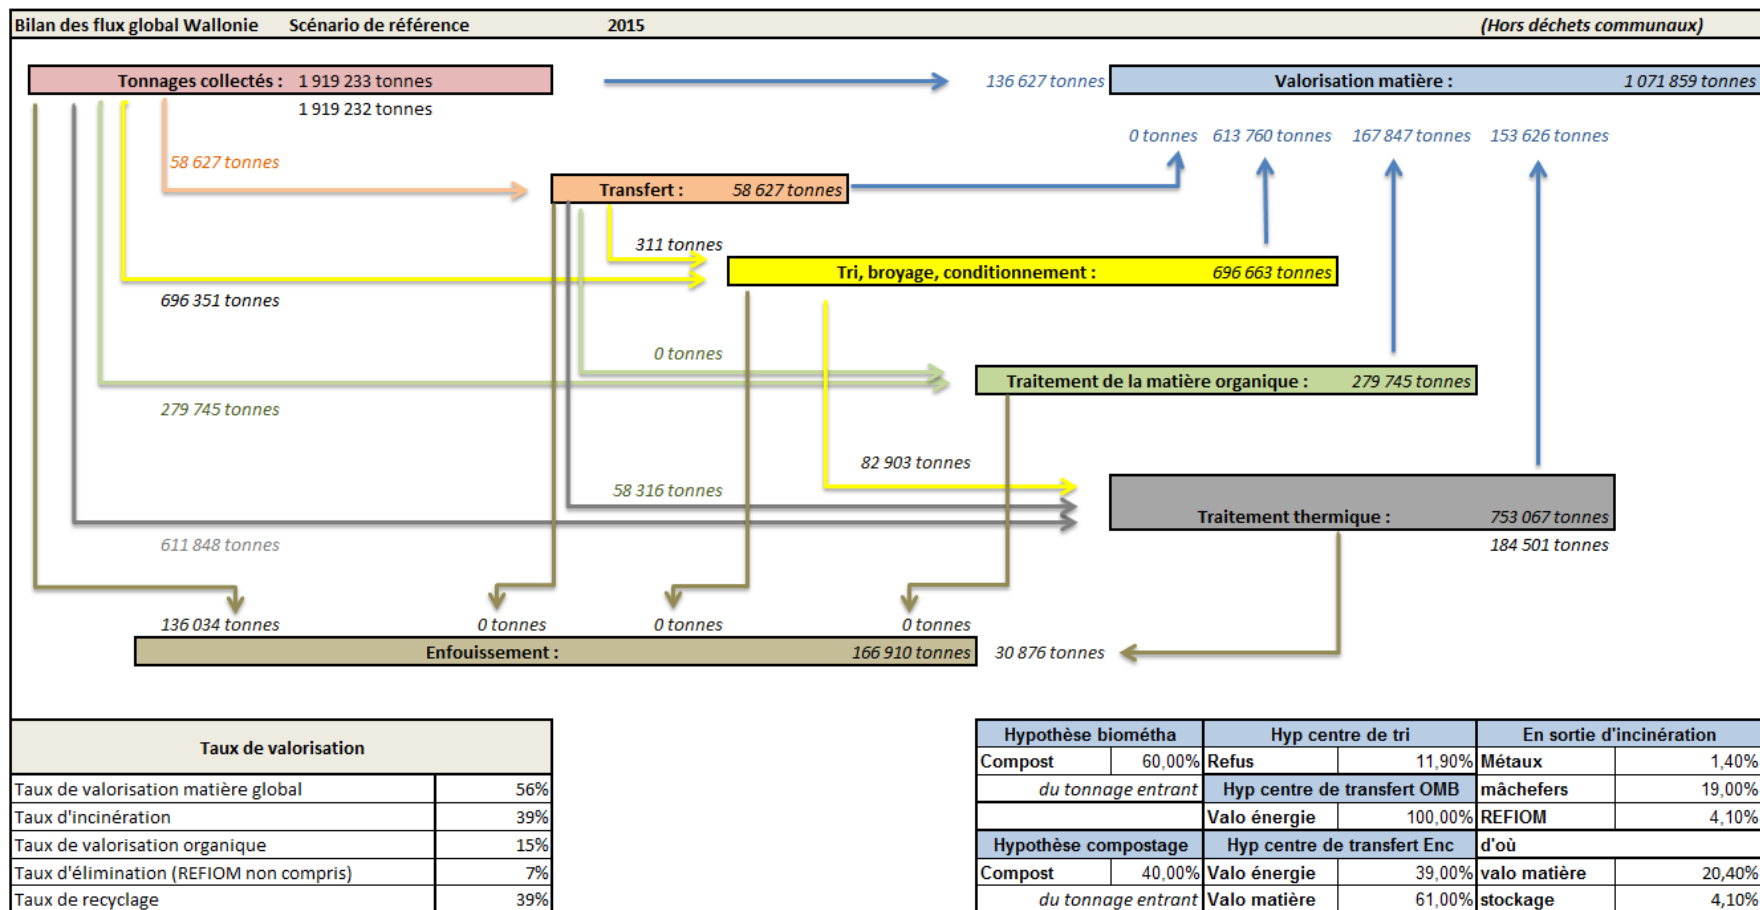 Bilan des flux global Wallonie Scénario de référence 2015 (Hors déchets communaux)
Tonnages collectés : 1 919 233 tonnes
136 627 tonnes
Valorisation matière : 1 071 859 tonnes
1 919 232 tonnes
0 tonnes 613 760 tonnes 167 847 tonnes 153 626 tonnes
58 627 tonnes
Transfert : 58 627 tonnes
311 tonnes
Tri, broyage, conditionnement : 696 663 tonnes
696 351 tonnes
0 tonnes
Traitement de la matière organique : 279 745 tonnes
279 745 tonnes
82 903 tonnes
58 316 tonnes
Traitement thermique : 753 067 tonnes
611 848 tonnes
184 501 tonnes
136 034 tonnes 0 tonnes 0 tonnes 0 tonnes
Enfouissement : 166 910 tonnes
30 876 tonnes
Taux de valorisation
Taux de valorisation matière global 56%
Taux d'incinération 39%
Taux de valorisation organique 15%
Taux d'élimination (REFIOM non compris) 7%
Taux de recyclage 39%
Hypothèse biométha Hyp centre de tri En sortie d'incinération
Compost 60,00% Refus 11,90% Métaux 1,40%
du tonnage entrant Hyp centre de transfert OMB mâchefers 19,00%
Valo énergie 100,00% REFIOM 4,10%
Hypothèse compostage Hyp centre de transfert Enc d'où
Compost 40,00% Valo énergie 39,00% valo matière 20,40%
du tonnage entrant Valo matière 61,00% stockage 4,10%